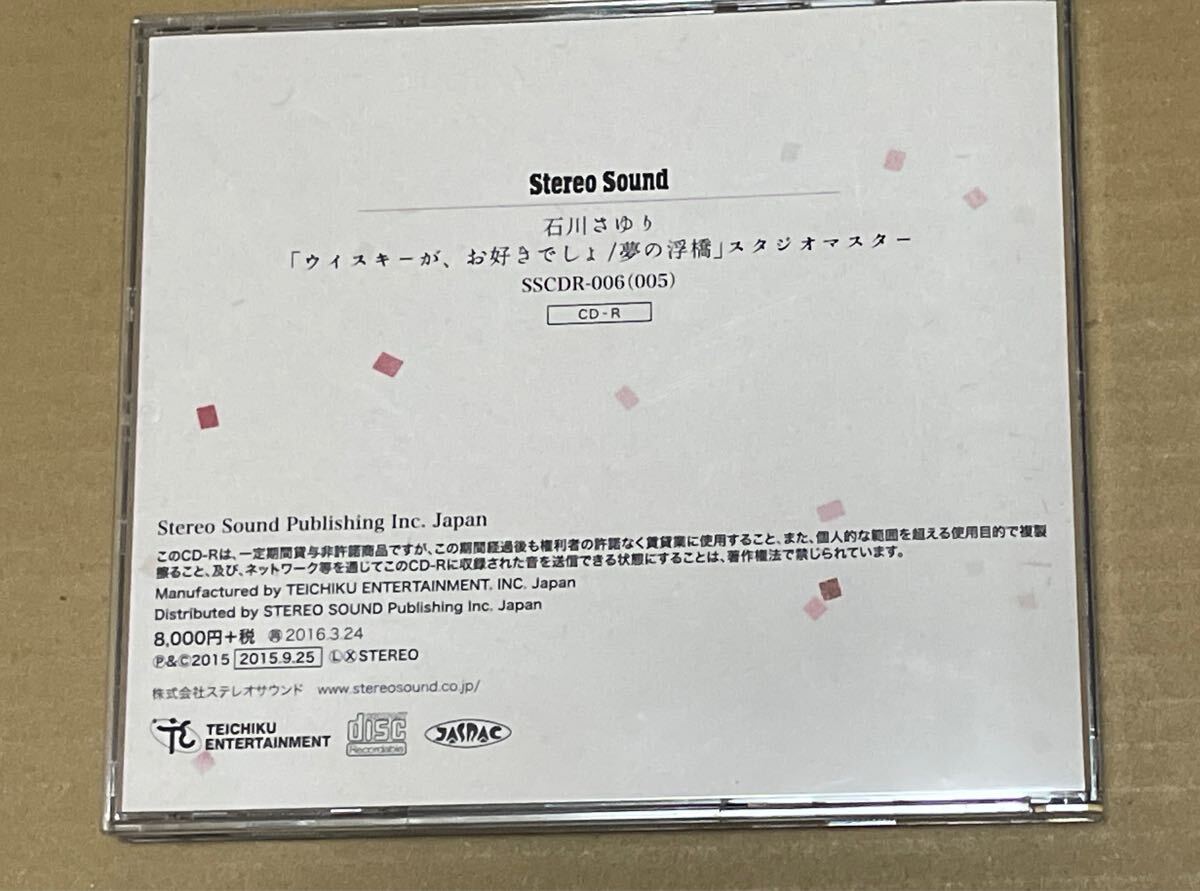 Stereo Sound
石川さゆり
「ウイスキーが、お好きでしょ/夢の浮橋」スタジオマスター
SSCDR-006(005)
CD-R
Stereo Sound Publishing Inc. Japan
このCD-Rは、一定期間貸与非許諾商品ですが、この期間経過後も権利者の許諾なく賃貸業に使用すること、また、個人的な範囲を超える使用目的で複製
擦ること、及び、ネットワーク等を通じてこのCD-Rに収録された音を送信できる状態にすることは、著作権法で禁じられています。
Manufactured by TEICHIKU ENTERTAINMENT, INC. Japan
Distributed by STEREO SOUND Publishing Inc. Japan
8,000円+税 ㊢2016.3.24
Ⓟ&Ⓒ2015 2015.9.25 ⓁⓍSTEREO
株式会社ステレオサウンド www.stereosound.co.jp/
TEICHIKU
ENTERTAINMENT
disc
Recordable
JASRAC